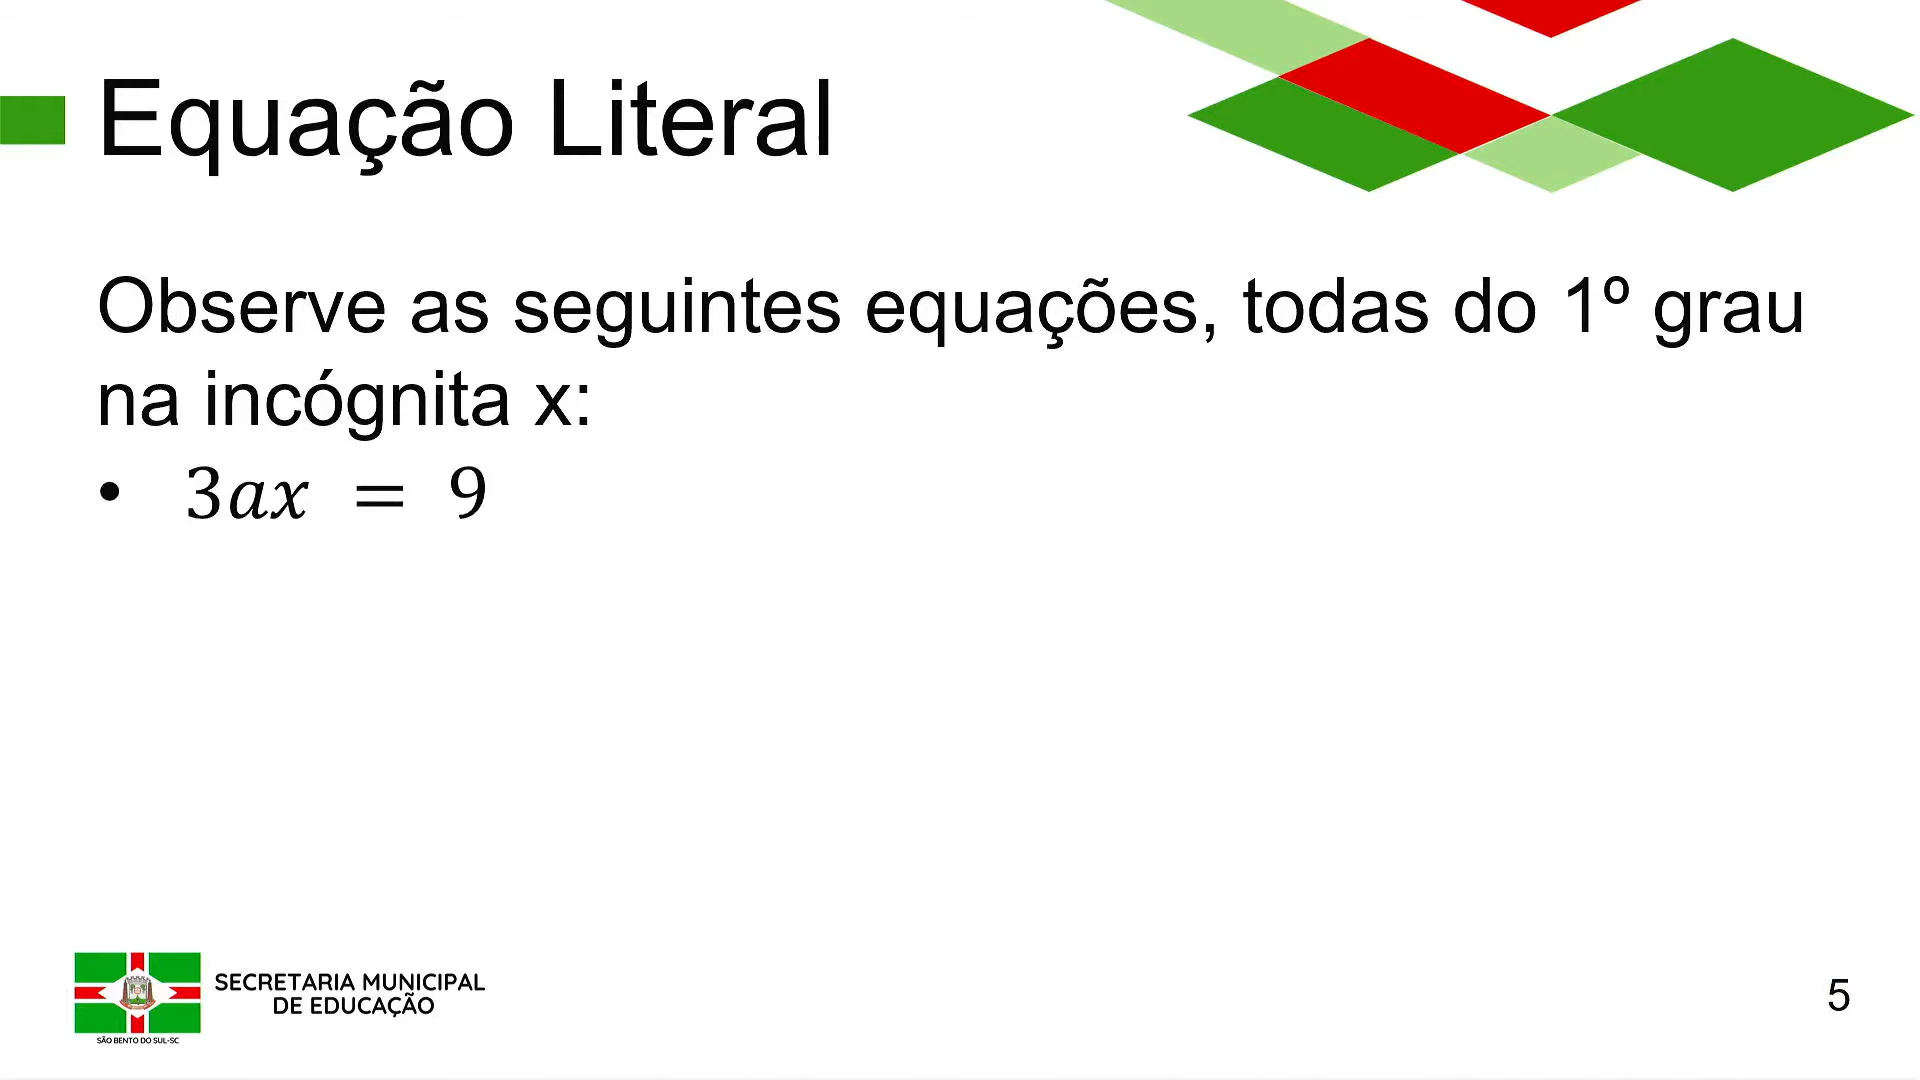 Equação Literal
Observe as seguintes equações, todas do 1º grau
na incógnita x:
• 3ax = 9
SECRETARIA MUNICIPAL
DE EDUCAÇÃO
SÃO BENTO DO SUL-SC
5